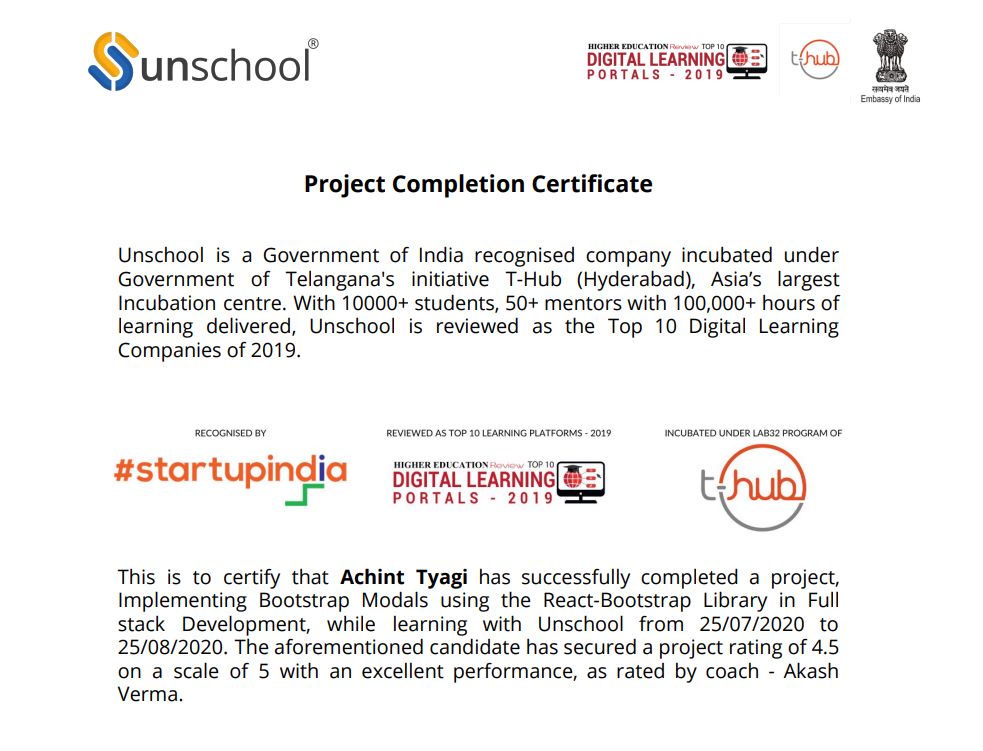 unschool®
HIGHER EDUCATION Review TOP 10
DIGITAL LEARNING
PORTALS - 2019
t-hub
सत्यमेव जयते
Embassy of India
Project Completion Certificate
Unschool is a Government of India recognised company incubated under
Government of Telangana's initiative T-Hub (Hyderabad), Asia’s largest
Incubation centre. With 10000+ students, 50+ mentors with 100,000+ hours of
learning delivered, Unschool is reviewed as the Top 10 Digital Learning
Companies of 2019.
RECOGNISED BY
#startupindia
REVIEWED AS TOP 10 LEARNING PLATFORMS - 2019
HIGHER EDUCATION Review TOP 10
DIGITAL LEARNING
PORTALS - 2019
INCUBATED UNDER LAB32 PROGRAM OF
t-hub
This is to certify that Achint Tyagi has successfully completed a project,
Implementing Bootstrap Modals using the React-Bootstrap Library in Full
stack Development, while learning with Unschool from 25/07/2020 to
25/08/2020. The aforementioned candidate has secured a project rating of 4.5
on a scale of 5 with an excellent performance, as rated by coach - Akash
Verma.